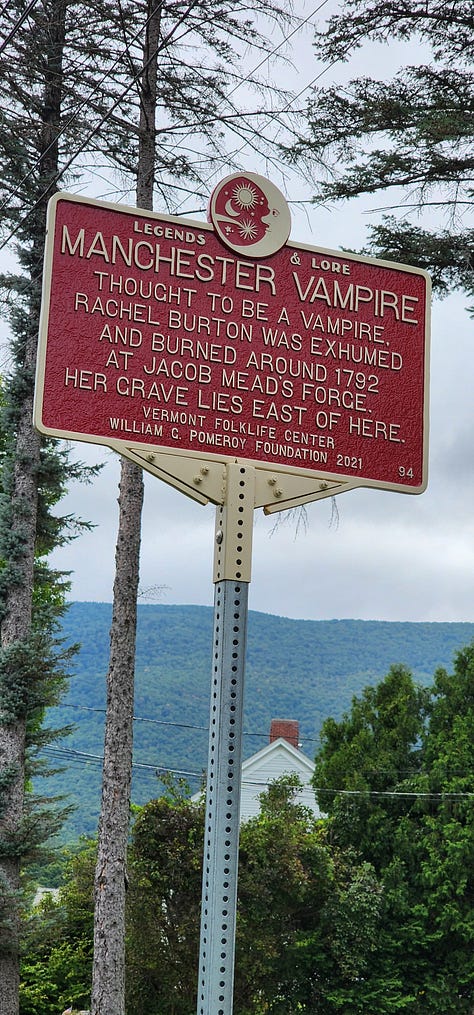 LEGENDS & LORE
MANCHESTER VAMPIRE
THOUGHT TO BE A VAMPIRE,
RACHEL BURTON WAS EXHUMED
AND BURNED AROUND 1792
AT JACOB MEAD'S FORGE.
HER GRAVE LIES EAST OF HERE.
VERMONT FOLKLIFE CENTER
WILLIAM G. POMEROY FOUNDATION 2021 94